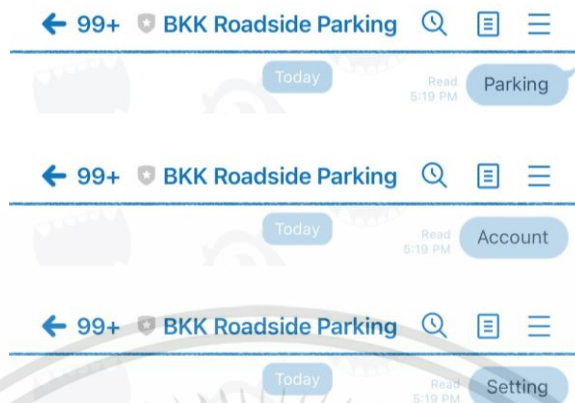 99+ BKK Roadside Parking
Today
Read
5:19 PM
Parking
99+ BKK Roadside Parking
Today
Read
5:19 PM
Account
99+ BKK Roadside Parking
Today
Read
5:19 PM
Setting